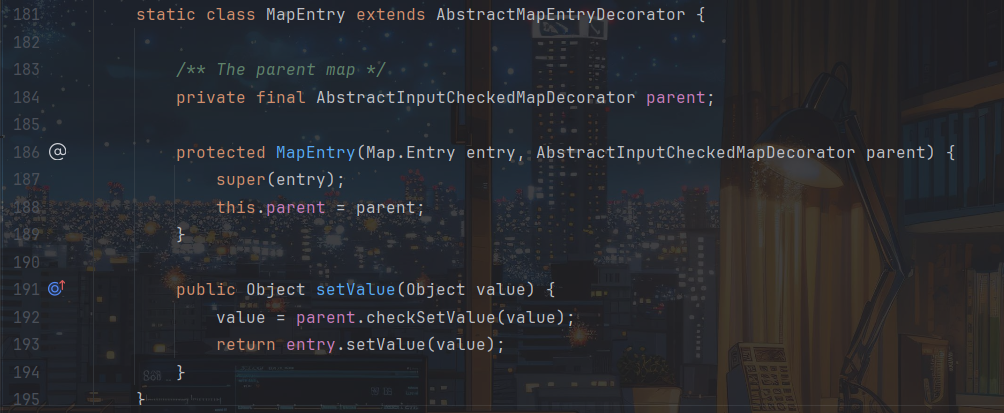 181 static class MapEntry extends AbstractMapEntryDecorator {
182
183 /** The parent map */
184 private final AbstractInputCheckedMapDecorator parent;
185
186 @ protected MapEntry(Map.Entry entry, AbstractInputCheckedMapDecorator parent) {
187 super(entry);
188 this.parent = parent;
189 }
190
191 public Object setValue(Object value) {
192 value = parent.checkSetValue(value);
193 return entry.setValue(value);
194 }
195 }